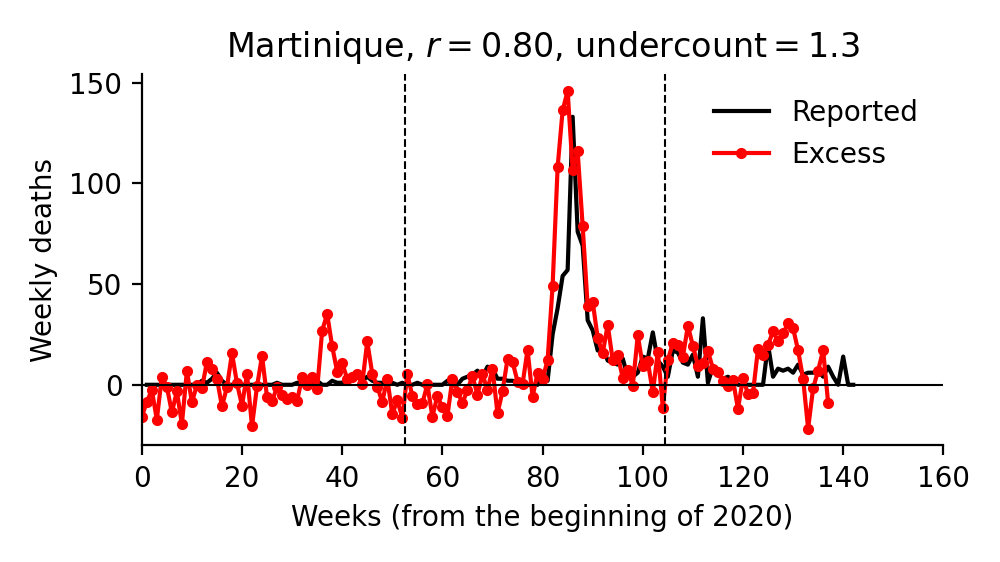 Martinique, r = 0.80, undercount = 1.3
150
100
50
0
Weekly deaths
Reported
Excess
0 20 40 60 80 100 120 140 160
Weeks (from the beginning of 2020)